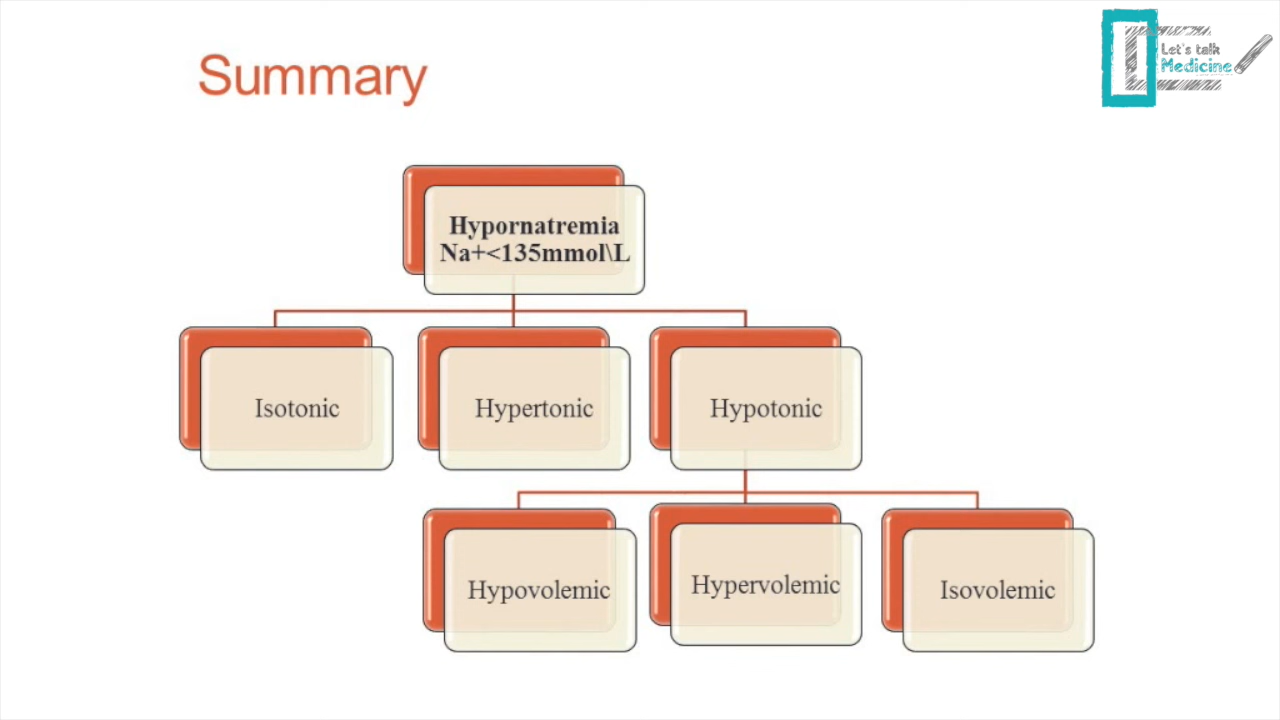 Let's talk
Medicine
Summary
Hypornatremia
Na+<135mmol\L
Isotonic
Hypertonic
Hypotonic
Hypovolemic
Hypervolemic
Isovolemic